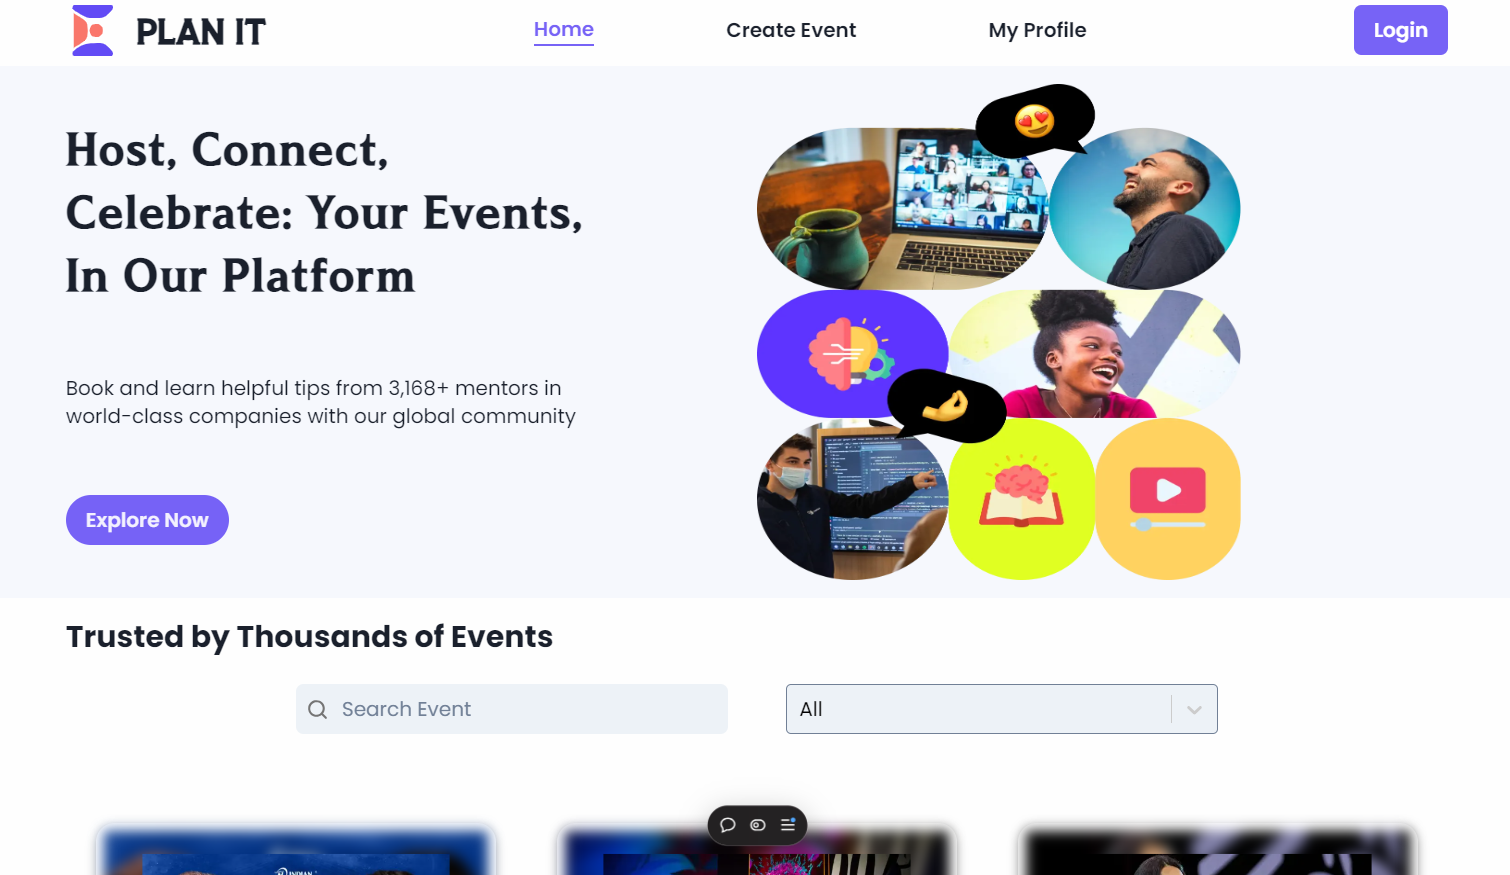 PLAN IT
Home
Create Event
My Profile
Login
Host, Connect,
Celebrate: Your Events,
In Our Platform
Book and learn helpful tips from 3,168+ mentors in
world-class companies with our global community
Explore Now
Trusted by Thousands of Events
Search Event
All
INDIAN